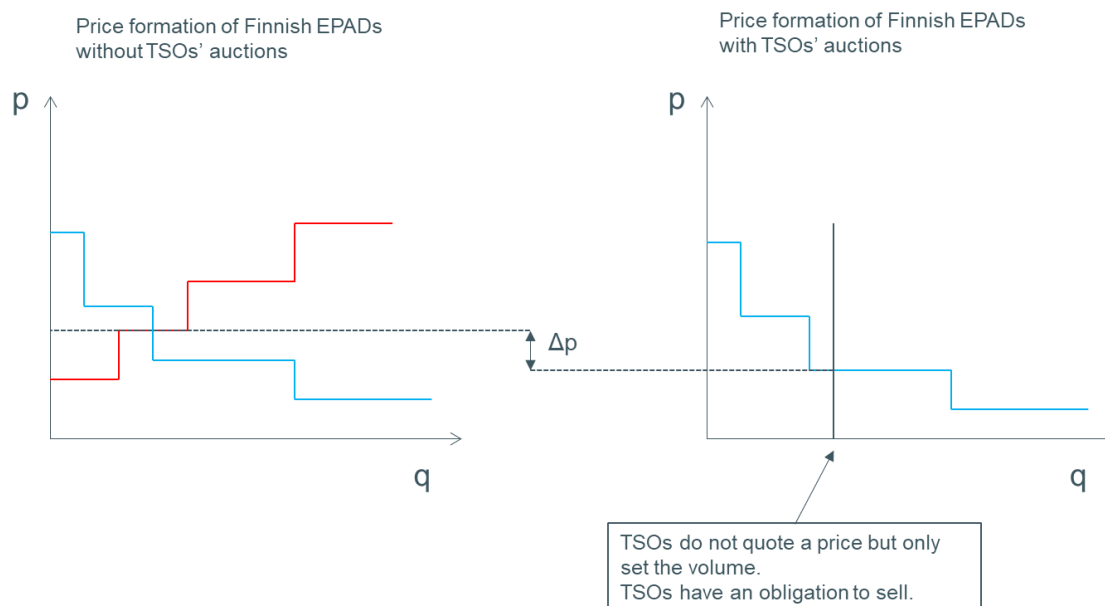 Price formation of Finnish EPADs
without TSOs’ auctions
p
q
Δp
Price formation of Finnish EPADs
with TSOs’ auctions
p
q
TSOs do not quote a price but only
set the volume.
TSOs have an obligation to sell.